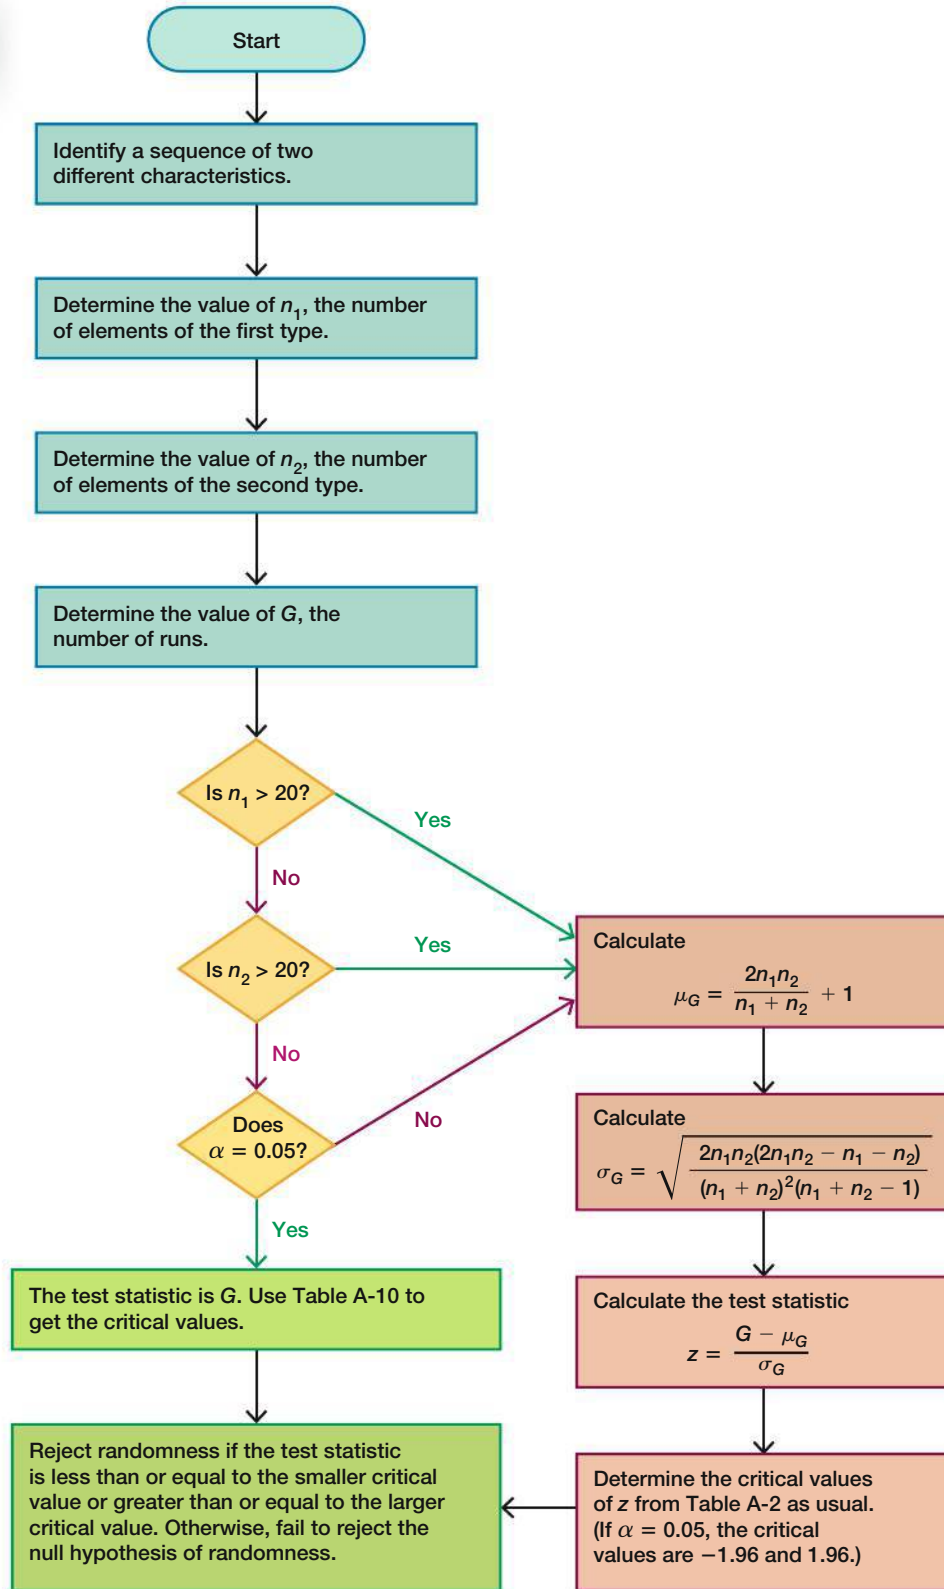 Start
Identify a sequence of two
different characteristics.
Determine the value of n₁, the number
of elements of the first type.
Determine the value of n₂, the number
of elements of the second type.
Determine the value of G, the
number of runs.
Is n₁ > 20?
Yes
No
Is n₂ > 20?
Yes
No
Does
α = 0.05?
No
Yes
The test statistic is G. Use Table A-10 to
get the critical values.
Reject randomness if the test statistic
is less than or equal to the smaller critical
value or greater than or equal to the larger
critical value. Otherwise, fail to reject the
null hypothesis of randomness.
Calculate
μ_G = 2n₁n₂ / (n₁ + n₂) + 1
Calculate
σ_G = √(2n₁n₂(2n₁n₂ − n₁ − n₂) / ((n₁ + n₂)²(n₁ + n₂ − 1)))
Calculate the test statistic
z = (G − μ_G) / σ_G
Determine the critical values
of z from Table A-2 as usual.
(If α = 0.05, the critical
values are −1.96 and 1.96.)